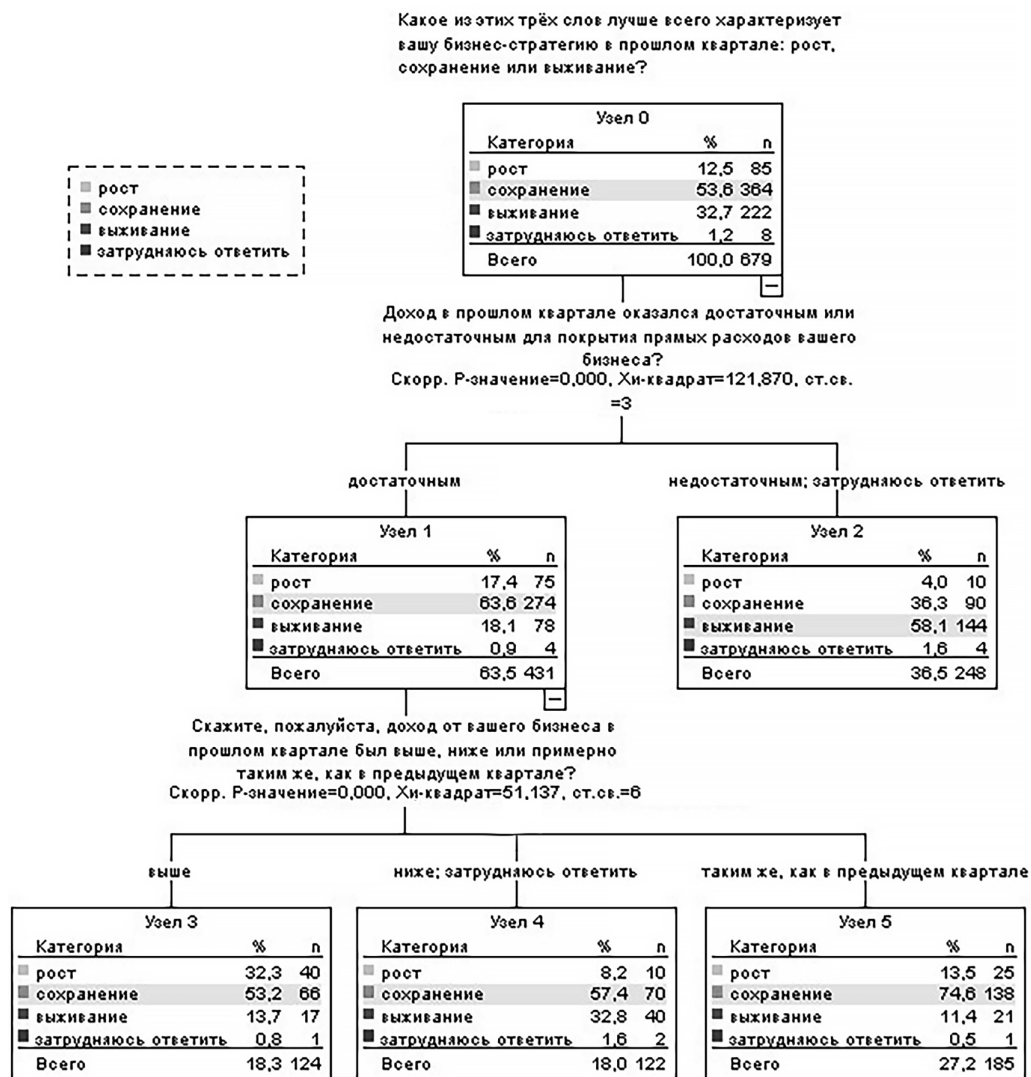 Какое из этих трёх слов лучше всего характеризует
вашу бизнес-стратегию в прошлом квартале: рост,
сохранение или выживание?
рост
сохранение
выживание
затрудняюсь ответить
Узел 0
Категория % n
рост 12,5 85
сохранение 53,6 364
выживание 32,7 222
затрудняюсь ответить 1,2 8
Всего 100,0 679
Доход в прошлом квартале оказался достаточным или
недостаточным для покрытия прямых расходов вашего
бизнеса?
Скорр. P-значение=0,000, Хи-квадрат=121,870, ст.св.
=3
достаточным
недостаточным; затрудняюсь ответить
Узел 1
Категория % n
рост 17,4 75
сохранение 63,6 274
выживание 18,1 78
затрудняюсь ответить 0,9 4
Всего 63,5 431
Узел 2
Категория % n
рост 4,0 10
сохранение 36,3 90
выживание 58,1 144
затрудняюсь ответить 1,6 4
Всего 36,5 248
Скажите, пожалуйста, доход от вашего бизнеса в
прошлом квартале был выше, ниже или примерно
таким же, как в предыдущем квартале?
Скорр. P-значение=0,000, Хи-квадрат=51,137, ст.св.=6
выше
ниже; затрудняюсь ответить
таким же, как в предыдущем квартале
Узел 3
Категория % n
рост 32,3 40
сохранение 53,2 66
выживание 13,7 17
затрудняюсь ответить 0,8 1
Всего 18,3 124
Узел 4
Категория % n
рост 8,2 10
сохранение 57,4 70
выживание 32,8 40
затрудняюсь ответить 1,6 2
Всего 18,0 122
Узел 5
Категория % n
рост 13,5 25
сохранение 74,6 138
выживание 11,4 21
затрудняюсь ответить 0,5 1
Всего 27,2 185